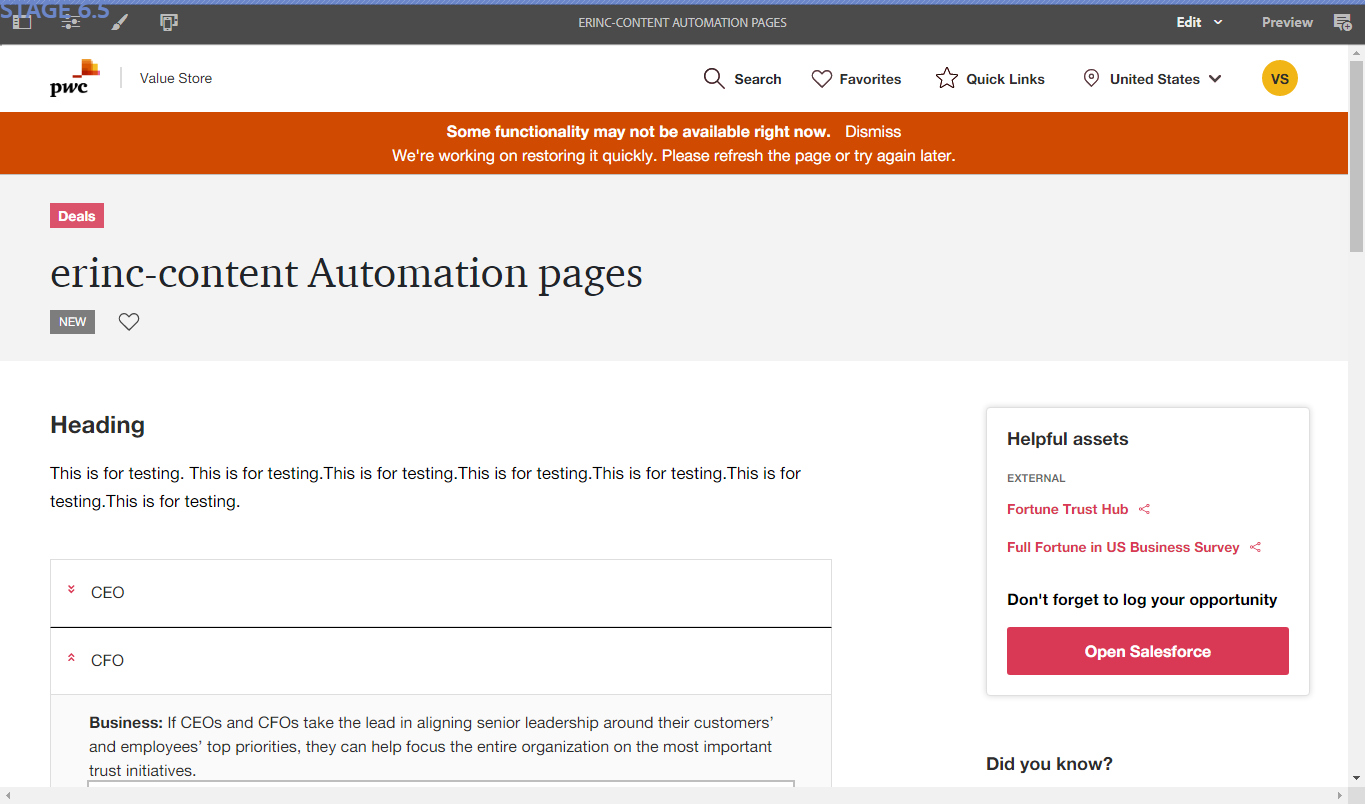 STAGE 6.5
ERINC-CONTENT AUTOMATION PAGES
Edit
Preview
pwc
Value Store
Search
Favorites
Quick Links
United States
VS
Some functionality may not be available right now. Dismiss
We're working on restoring it quickly. Please refresh the page or try again later.
Deals
erinc-content Automation pages
NEW
Heading
This is for testing. This is for testing.This is for testing.This is for testing.This is for testing.This is for
testing.This is for testing.
CEO
CFO
Business: If CEOs and CFOs take the lead in aligning senior leadership around their customers’
and employees’ top priorities, they can help focus the entire organization on the most important
trust initiatives.
Helpful assets
EXTERNAL
Fortune Trust Hub
Full Fortune in US Business Survey
Don't forget to log your opportunity
Open Salesforce
Did you know?